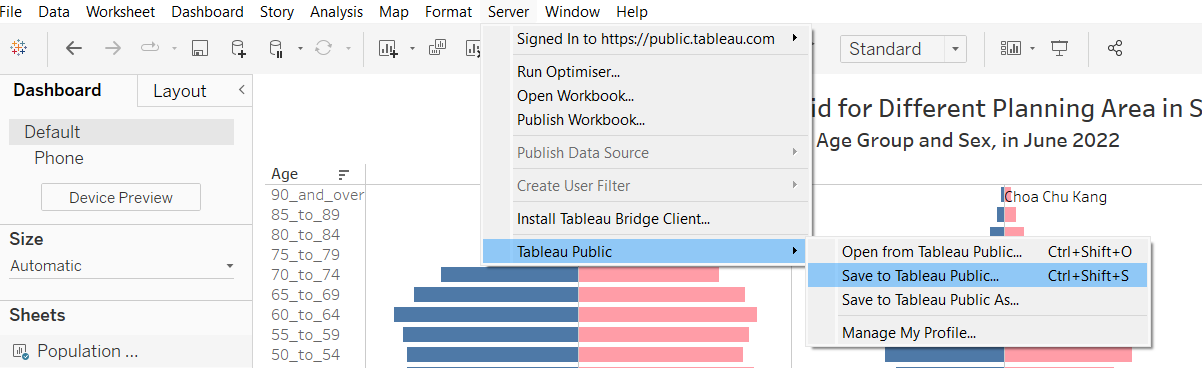 File Data Worksheet Dashboard Story Analysis Map Format Server Window Help
Signed In to https://public.tableau.com
Run Optimiser...
Open Workbook...
Publish Workbook...
Publish Data Source
Create User Filter
Install Tableau Bridge Client...
Tableau Public
Open from Tableau Public... Ctrl+Shift+O
Save to Tableau Public... Ctrl+Shift+S
Save to Tableau Public As...
Manage My Profile...
Standard
Dashboard Layout
Default
Phone
Device Preview
Size
Automatic
Sheets
Population ...
for Different Planning Area in
Age Group and Sex, in June 2022
Age
90_and_over
85_to_89
80_to_84
75_to_79
70_to_74
65_to_69
60_to_64
55_to_59
50_to_54
Choa Chu Kang